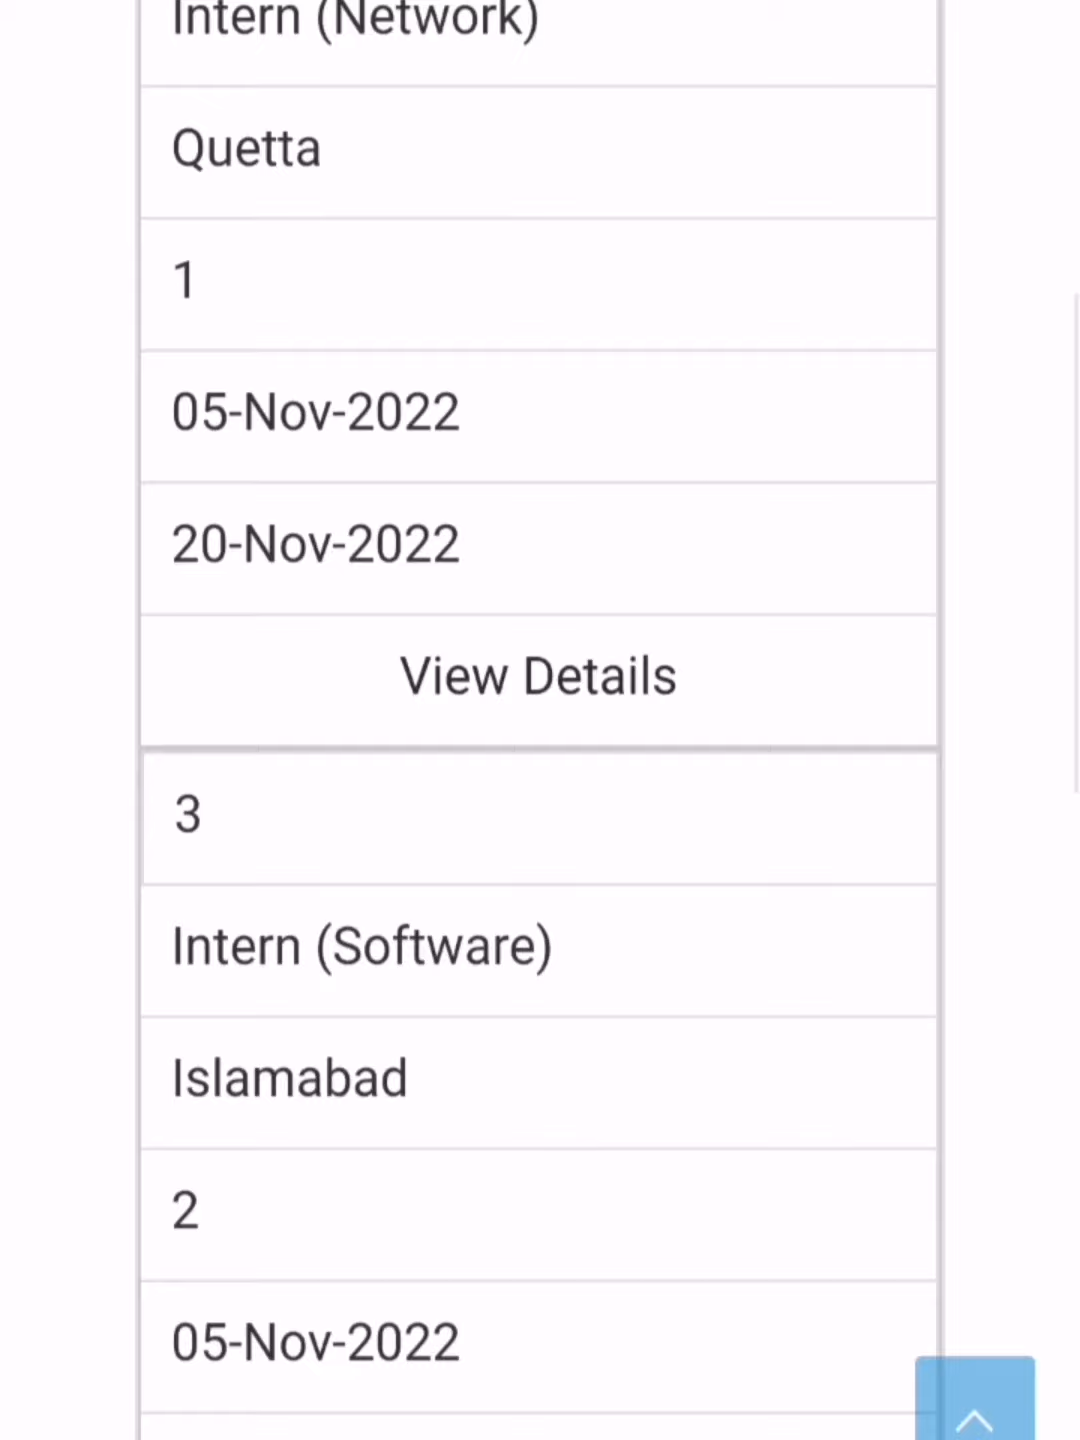 Intern (Network)
Quetta
1
05-Nov-2022
20-Nov-2022
View Details
3
Intern (Software)
Islamabad
2
05-Nov-2022